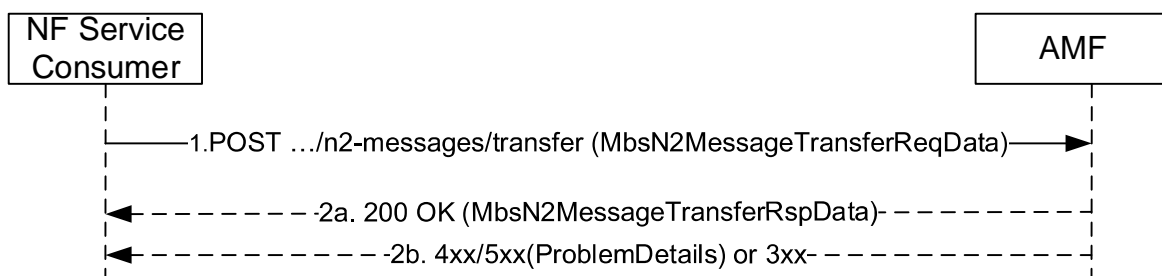 NF Service
Consumer
AMF
1.POST …/n2-messages/transfer (MbsN2MessageTransferReqData)
2a. 200 OK (MbsN2MessageTransferRspData)
2b. 4xx/5xx(ProblemDetails) or 3xx